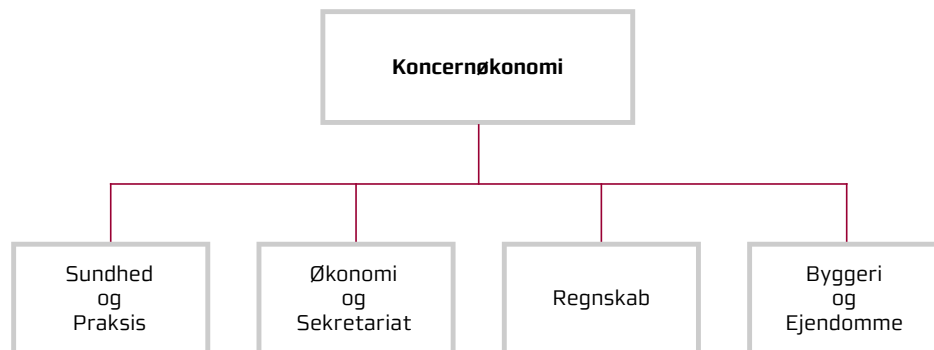 Koncernøkonomi
Sundhed
og
Praksis
Økonomi
og
Sekretariat
Regnskab
Byggeri
og
Ejendomme